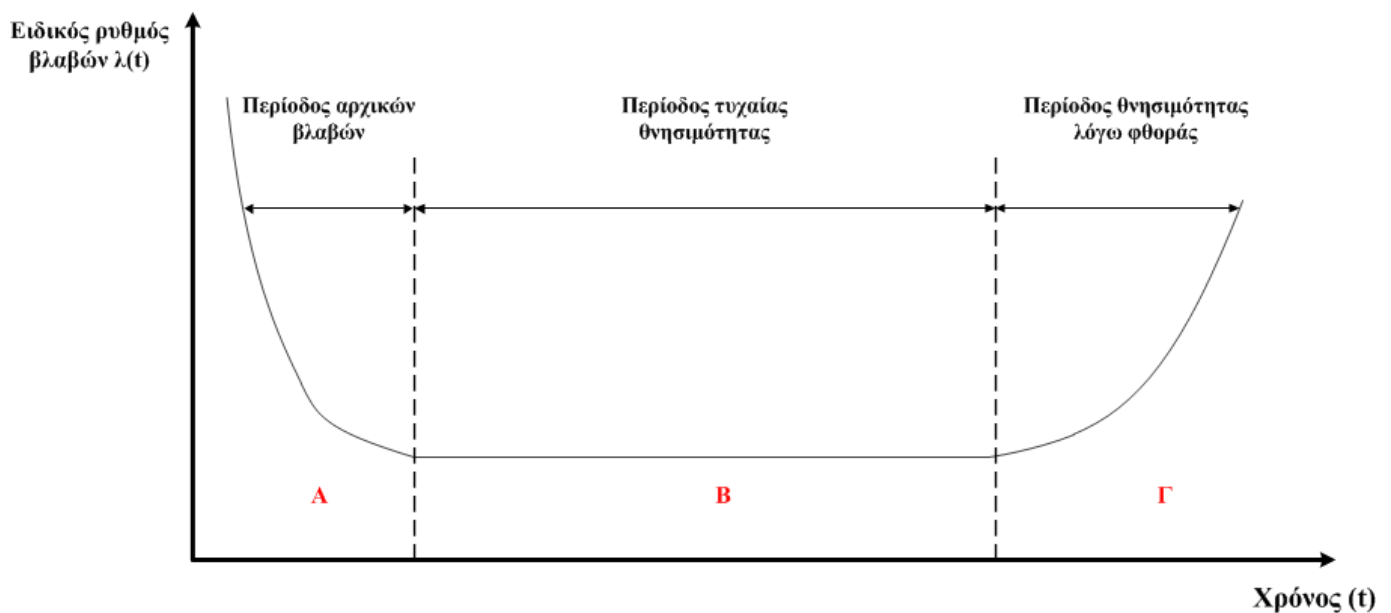 Ειδικός ρυθμός
βλαβών λ(t)
Περίοδος αρχικών
βλαβών
Περίοδος τυχαίας
θνησιμότητας
Περίοδος θνησιμότητας
λόγω φθοράς
Α
Β
Γ
Χρόνος (t)